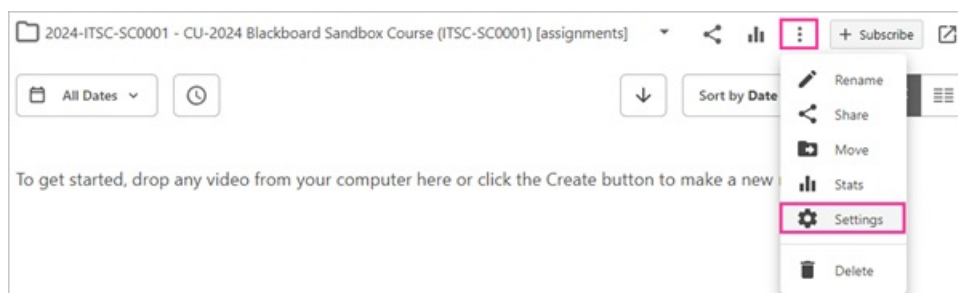 2024-ITSC-SC0001 - CU-2024 Blackboard Sandbox Course (ITSC-SC0001) [assignments]
+ Subscribe
All Dates
Sort by Date
Rename
Share
Move
To get started, drop any video from your computer here or click the Create button to make a new
Stats
Settings
Delete